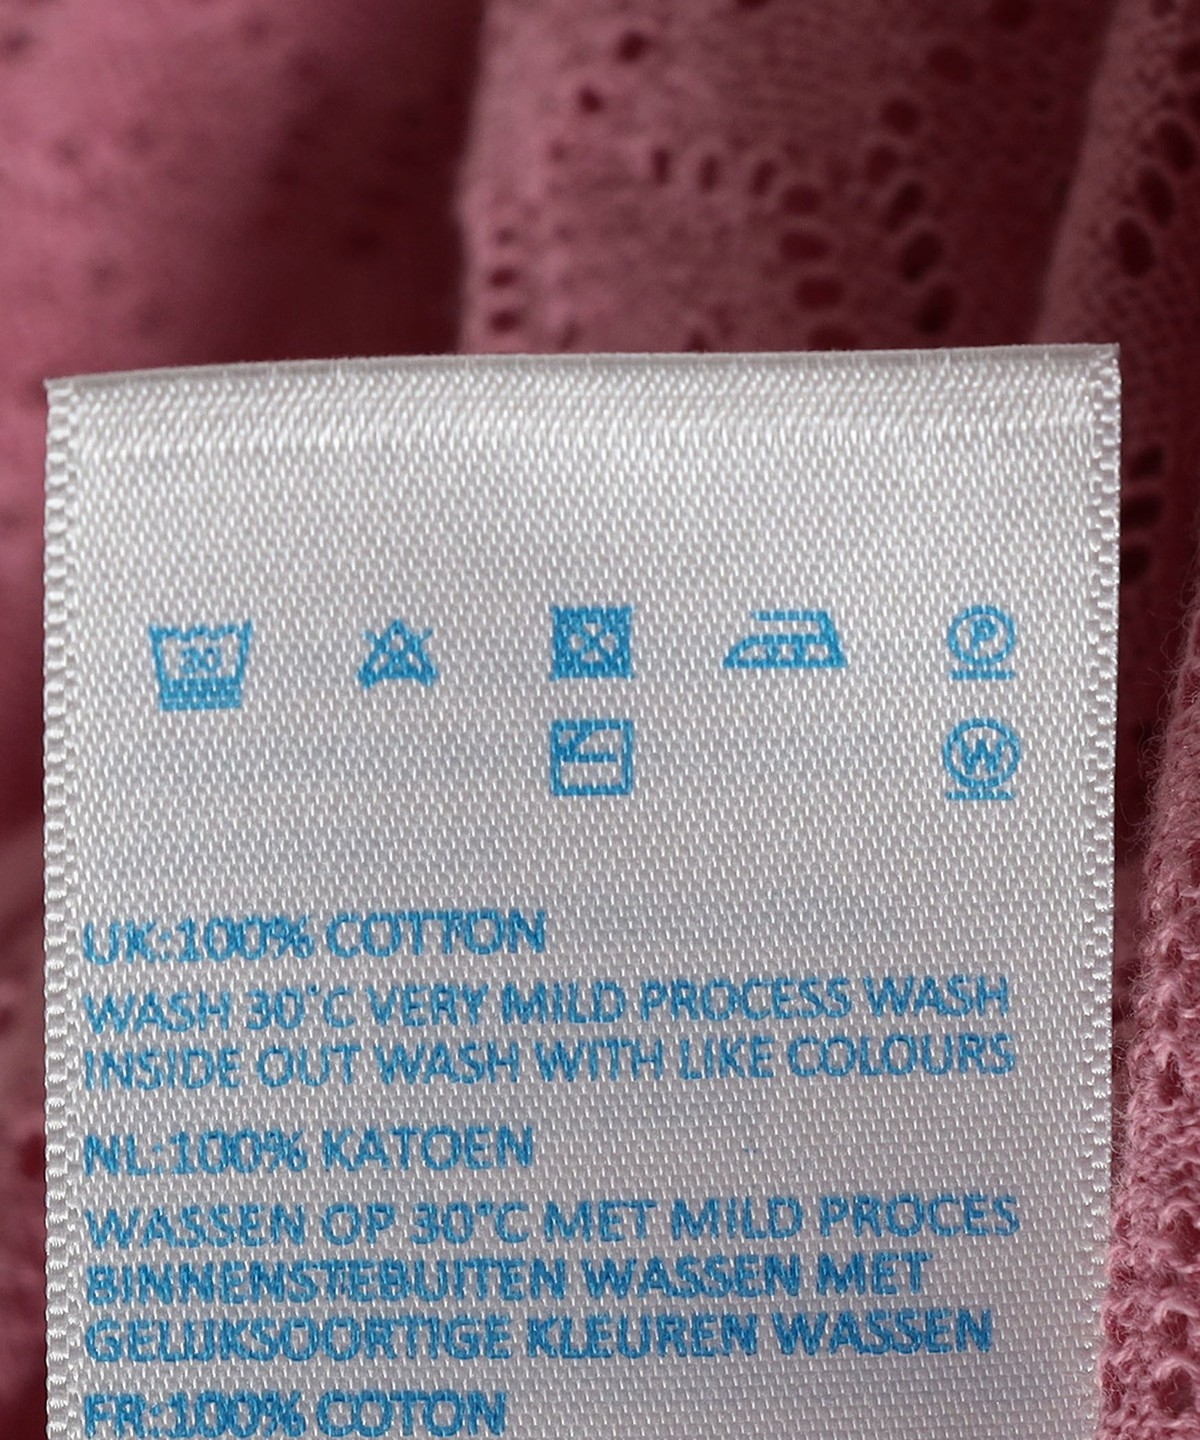 30
P
W
UK:100% COTTON
WASH 30°C VERY MILD PROCESS WASH
INSIDE OUT WASH WITH LIKE COLOURS
NL:100% KATOEN
WASSEN OP 30°C MET MILD PROCES
BINNENSTEBUITEN WASSEN MET
GELIJKSOORTIGE KLEUREN WASSEN
FR:100% COTON